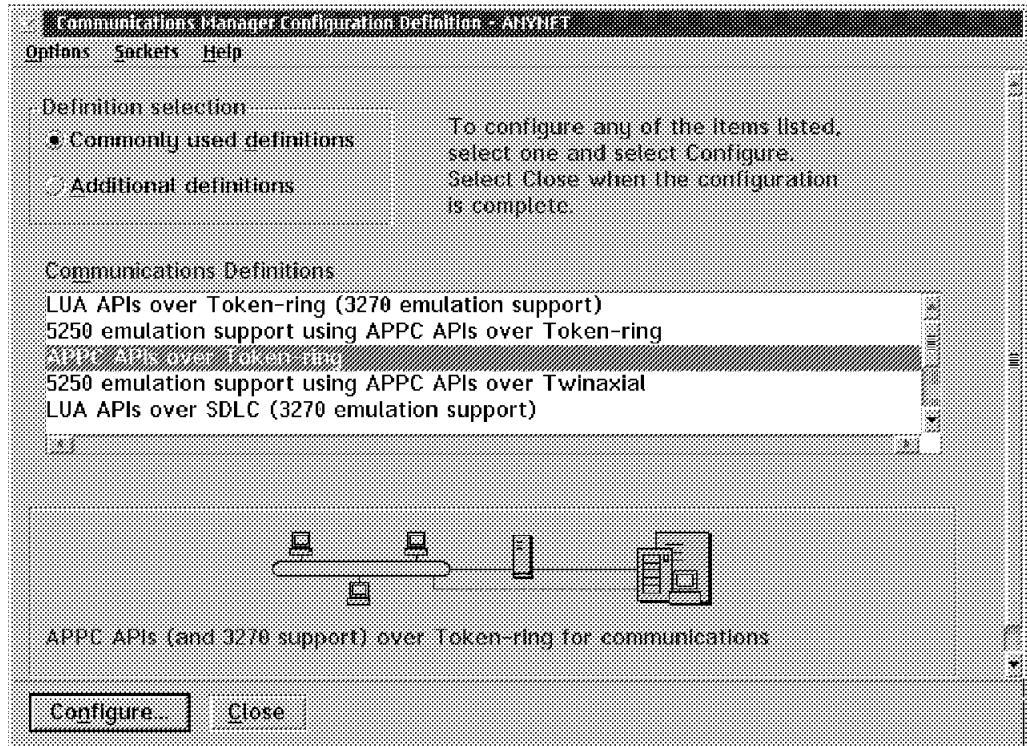 Communications Manager Configuration Definition - ANYNET
Options Sockets Help
Definition selection
Commonly used definitions
Additional definitions
To configure any of the items listed,
select one and select Configure.
Select Close when the configuration
is complete.
Communications Definitions
LUA APIs over Token-ring (3270 emulation support)
5250 emulation support using APPC APIs over Token-ring
APPC APIs over Token-ring
5250 emulation support using APPC APIs over Twinaxial
LUA APIs over SDLC (3270 emulation support)
APPC APIs (and 3270 support) over Token-ring for communications
Configure... Close